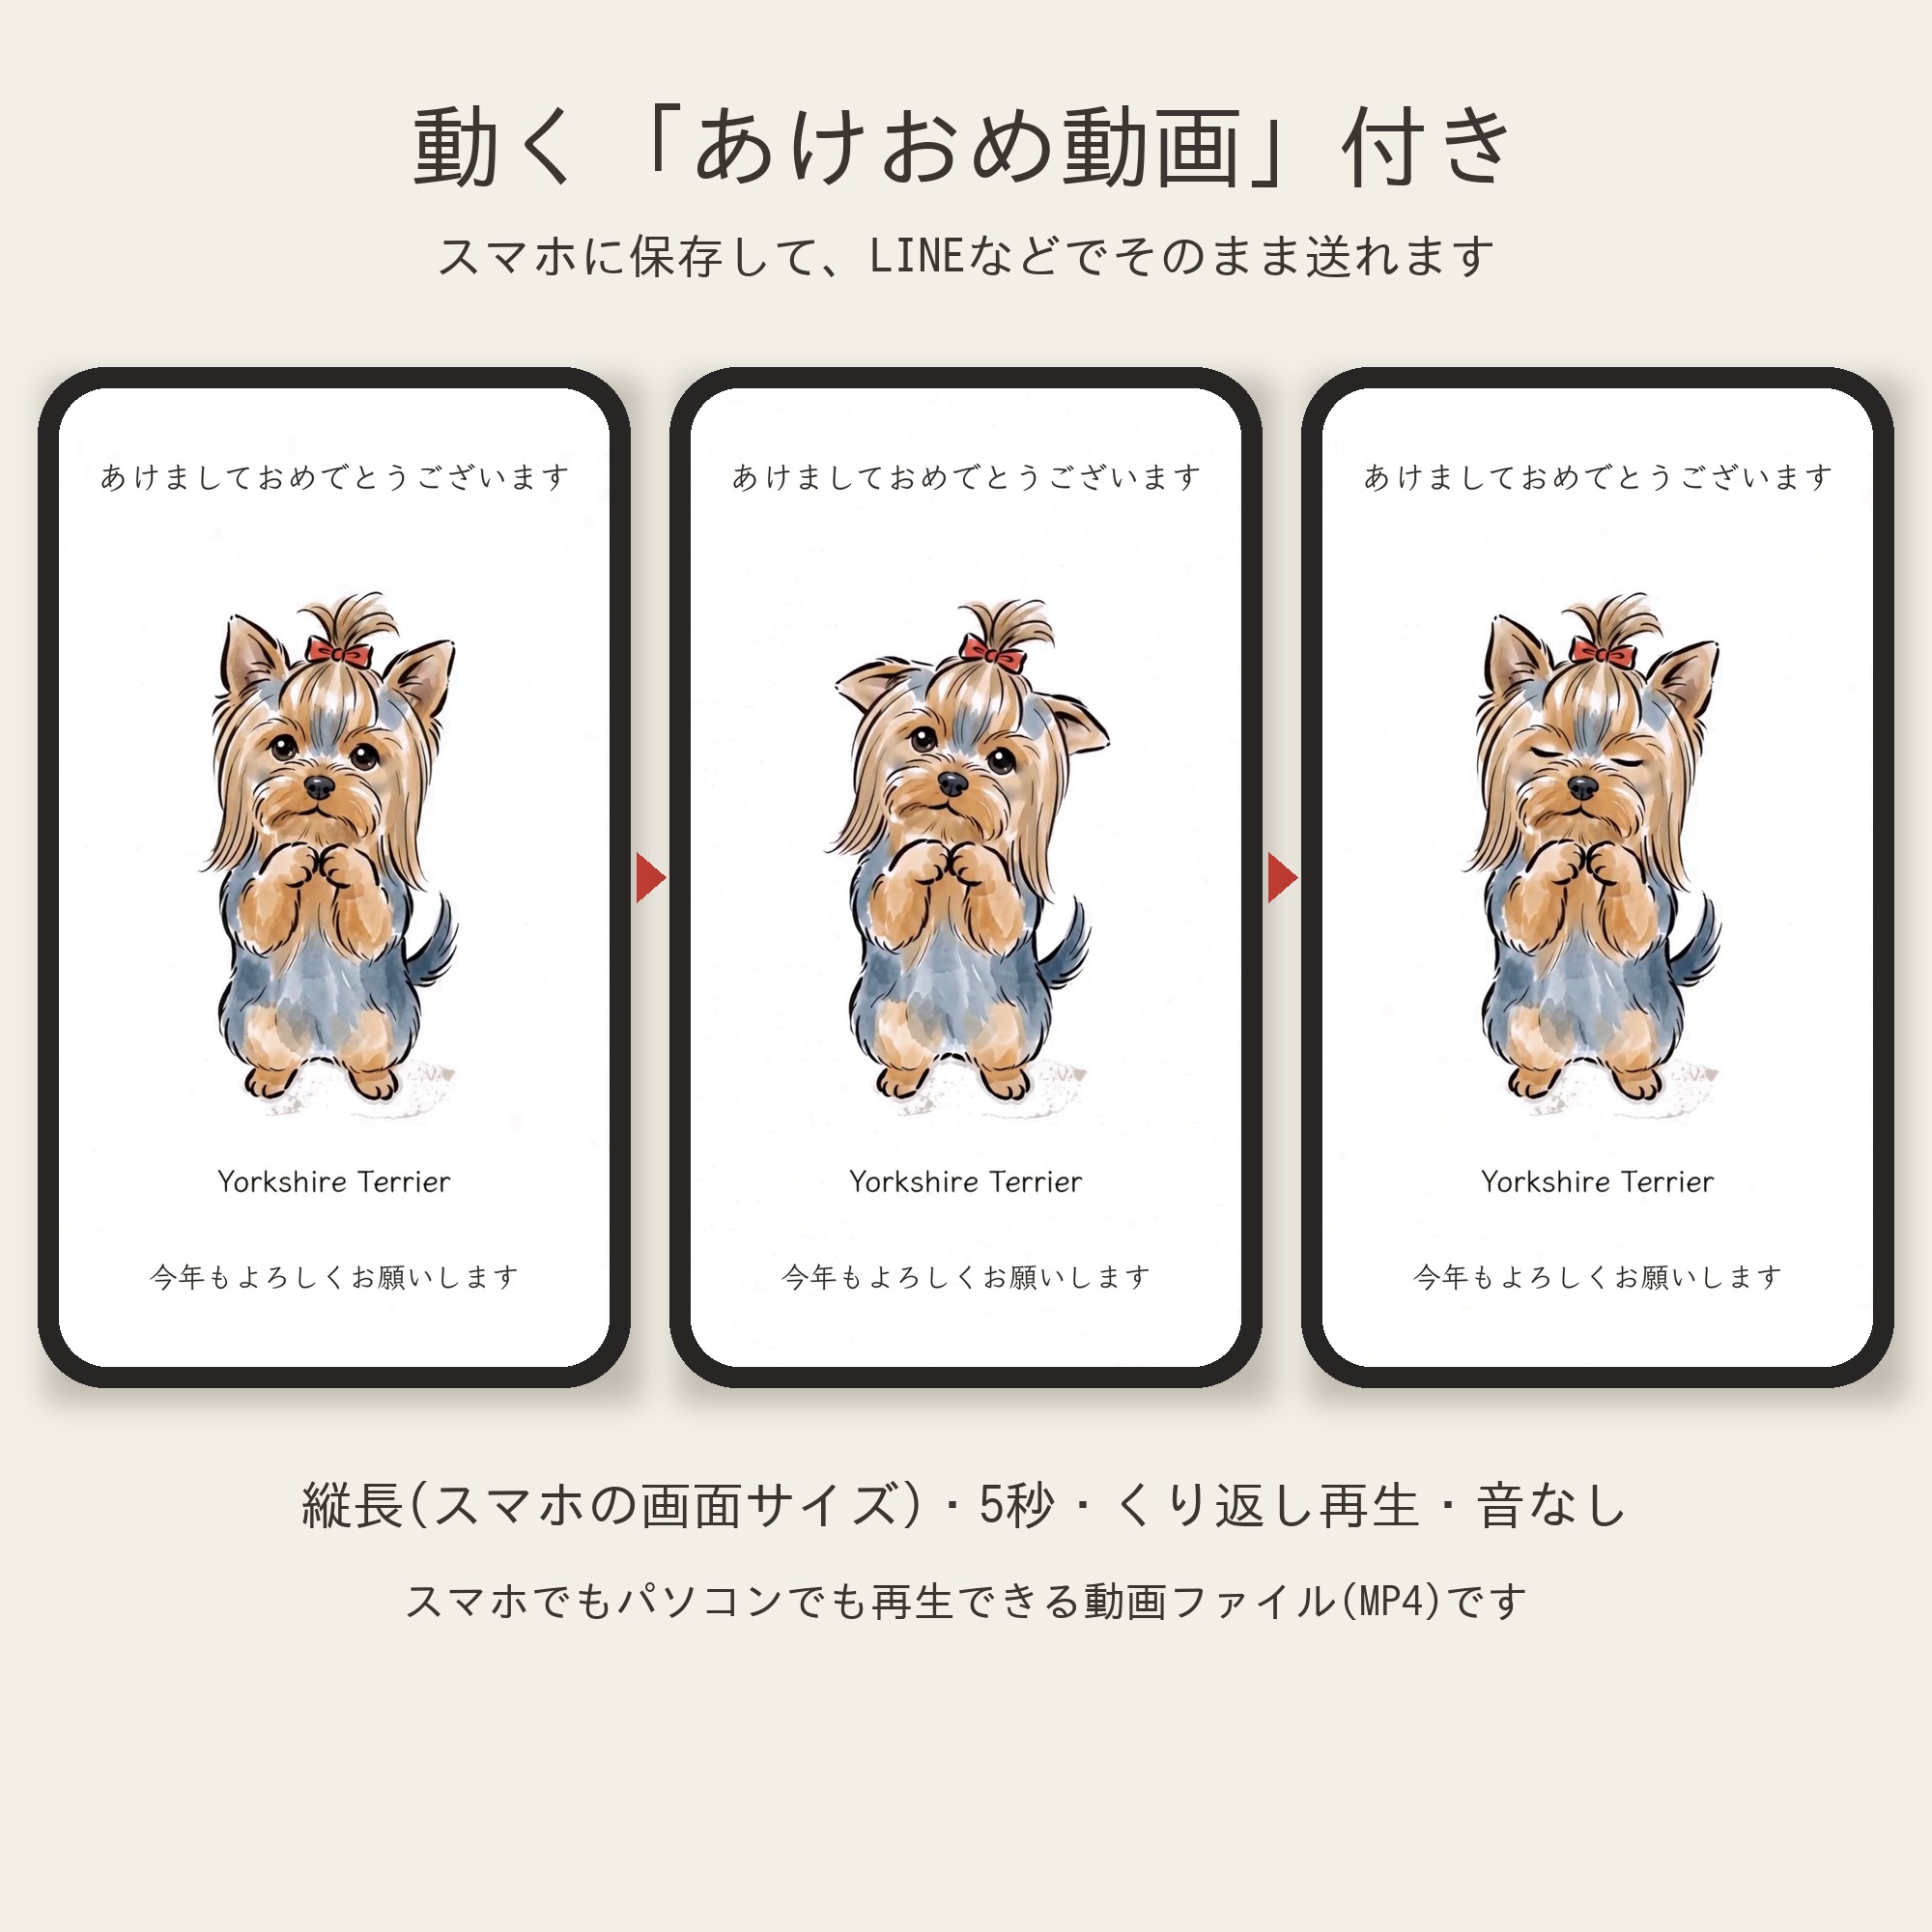 動く「あけおめ動画」付き
スマホに保存して、LINEなどでそのまま送れます
あけましておめでとうございます
Yorkshire Terrier
今年もよろしくお願いします
あけましておめでとうございます
Yorkshire Terrier
今年もよろしくお願いします
あけましておめでとうございます
Yorkshire Terrier
今年もよろしくお願いします
縦長(スマホの画面サイズ)・5秒・くり返し再生・音なし
スマホでもパソコンでも再生できる動画ファイル(MP4)です